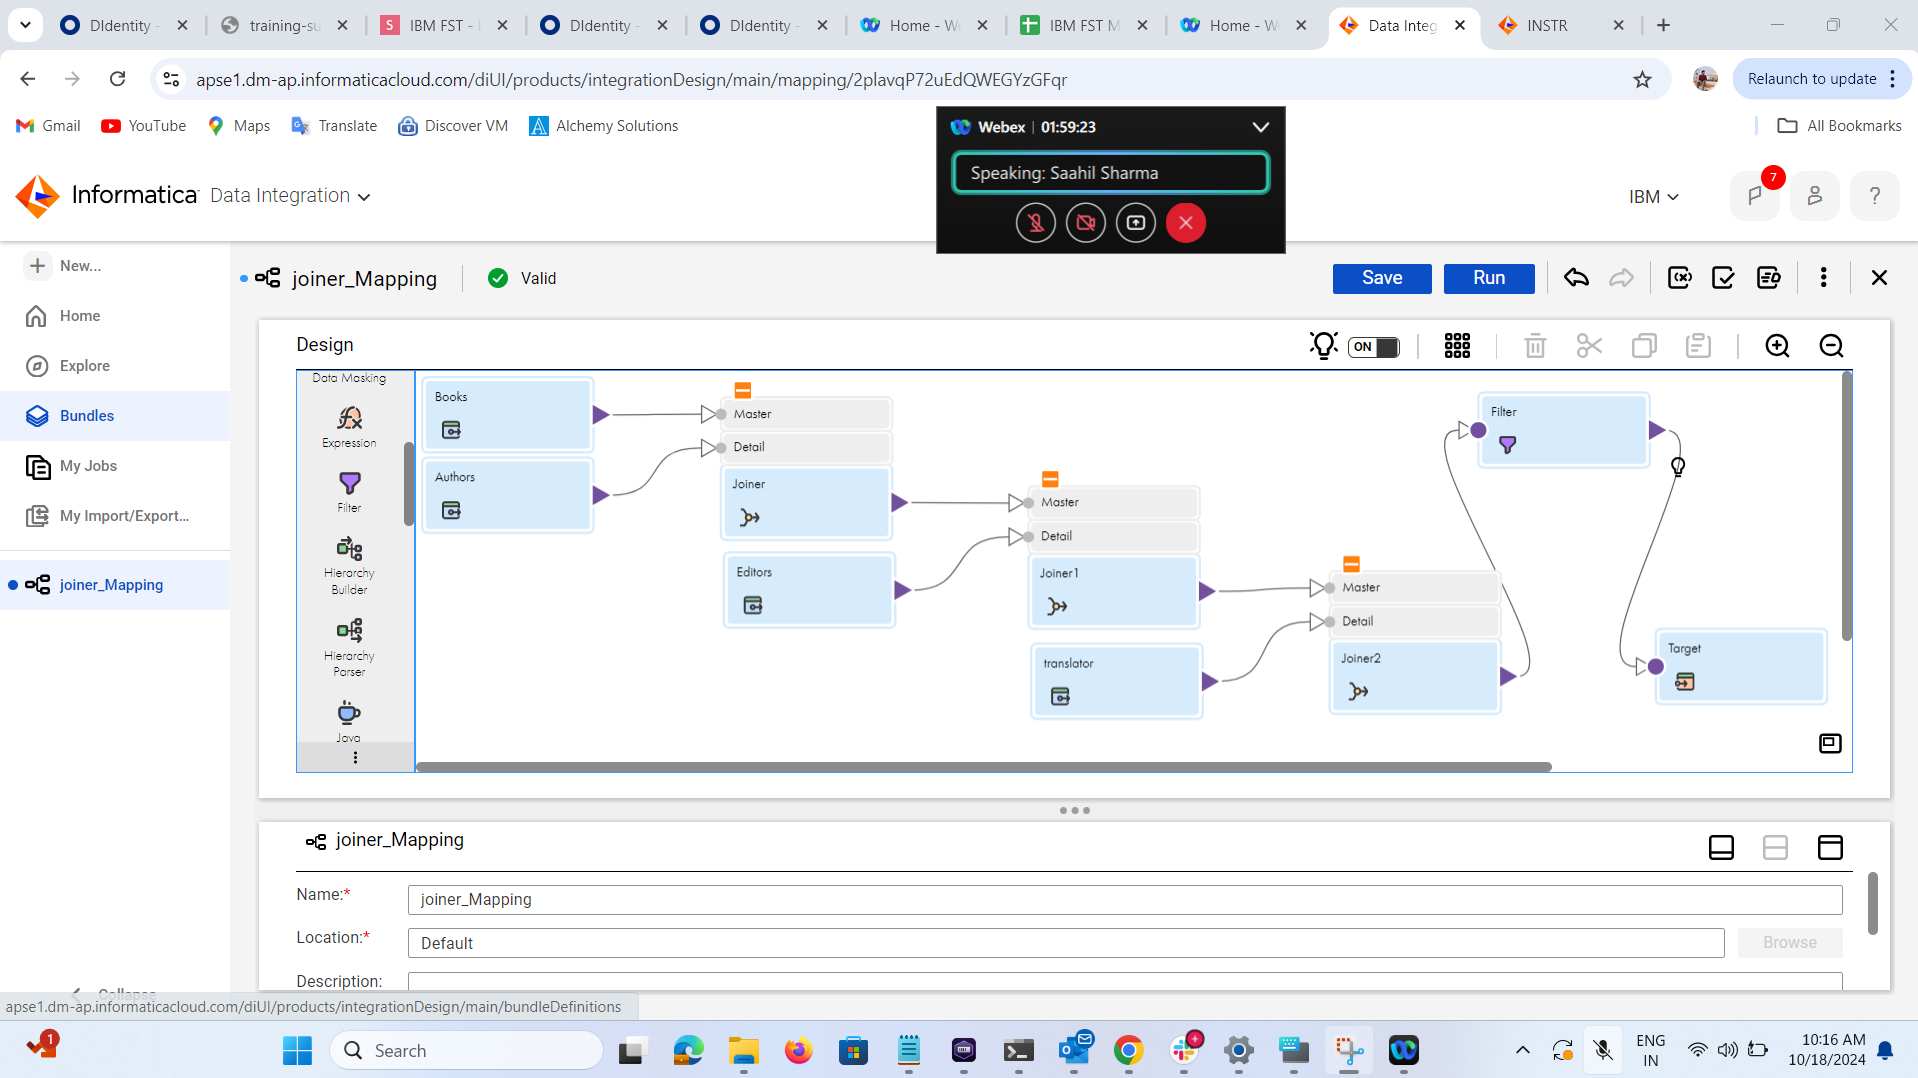 DIdentity -
training-su
S IBM FST - E
DIdentity -
DIdentity -
Home - We
IBM FST M
Home - We
Data Integ
INSTR
apse1.dm-ap.informaticacloud.com/diUI/products/integrationDesign/main/mapping/2plavqP72uEdQWEGYzGFqr
Relaunch to update
Gmail
YouTube
Maps
Translate
Discover VM
Alchemy Solutions
All Bookmarks
Webex | 01:59:23
Speaking: Saahil Sharma
Informatica Data Integration
IBM
7
?
New...
Home
Explore
Bundles
My Jobs
My Import/Export...
joiner_Mapping
Collapse
joiner_Mapping
Valid
Save
Run
Design
ON
Data Masking
Expression
Filter
Hierarchy
Builder
Hierarchy
Parser
Java
Books
Authors
Master
Detail
Joiner
Editors
Master
Detail
Joiner1
translator
Master
Detail
Joiner2
Filter
Target
joiner_Mapping
Name:*
joiner_Mapping
Location:*
Default
Browse
Description:
apse1.dm-ap.informaticacloud.com/diUI/products/integrationDesign/main/bundleDefinitions
1
Search
ENG
IN
10:16 AM
10/18/2024